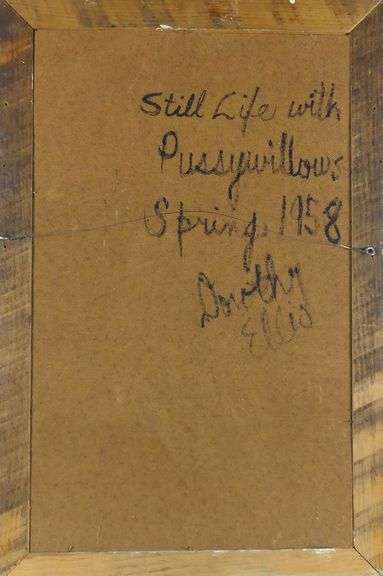 Still Life with
Pussywillows
Spring, 1958
Dorothy
Ellis